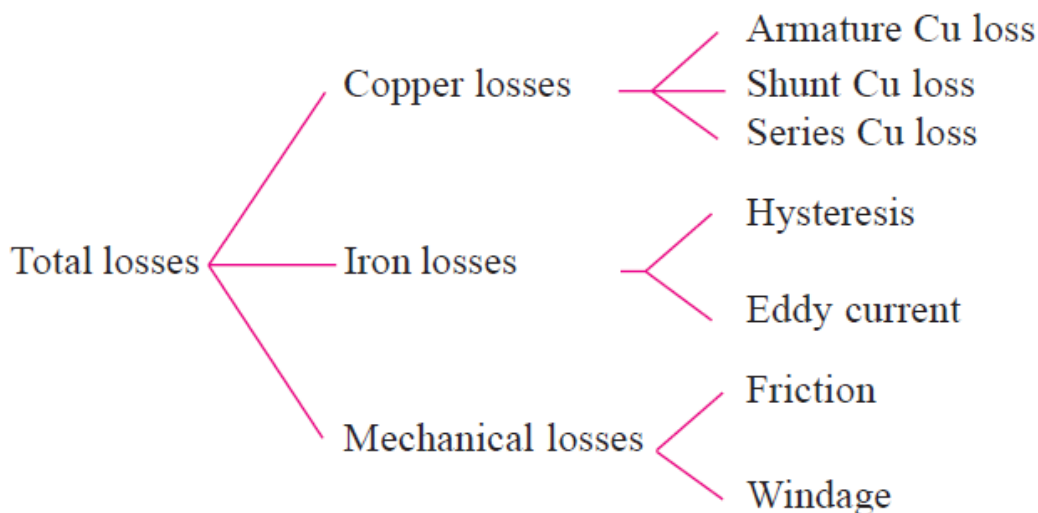 Total losses
Copper losses
Armature Cu loss
Shunt Cu loss
Series Cu loss
Iron losses
Hysteresis
Eddy current
Mechanical losses
Friction
Windage